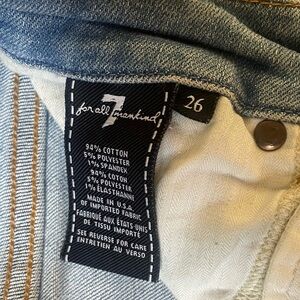 7
for all mankind
26
94% COTTON
5% POLYESTER
1% SPANDEX
94% COTON
5% POLYESTER
1% ELASTHANNE
MADE IN U.S.A.
OF IMPORTED FABRIC
FABRIQUÉ AUX ÉTATS UNIS
DE TISSU IMPORTÉ
SEE REVERSE FOR CARE
ENTRETIEN AU VERSO